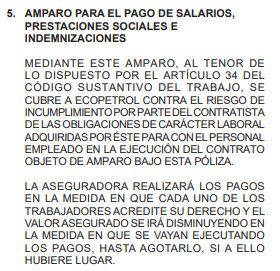 5. AMPARO PARA EL PAGO DE SALARIOS,
PRESTACIONES SOCIALES E
INDEMNIZACIONES
MEDIANTE ESTE AMPARO, AL TENOR DE
LO DISPUESTO POR EL ARTÍCULO 34 DEL
CÓDIGO SUSTANTIVO DEL TRABAJO, SE
CUBRE A ECOPETROL CONTRA EL RIESGO DE
INCUMPLIMIENTO POR PARTE DEL CONTRATISTA
DE LAS OBLIGACIONES DE CARÁCTER LABORAL
ADQUIRIDAS POR ÉSTE PARA CON EL PERSONAL
EMPLEADO EN LA EJECUCIÓN DEL CONTRATO
OBJETO DE AMPARO BAJO ESTA PÓLIZA.
LA ASEGURADORA REALIZARÁ LOS PAGOS
EN LA MEDIDA EN QUE CADA UNO DE LOS
TRABAJADORES ACREDITE SU DERECHO Y EL
VALOR ASEGURADO SE IRÁ DISMINUYENDO EN
LA MEDIDA EN QUE SE VAYAN EJECUTANDO
LOS PAGOS, HASTA AGOTARLO, SI A ELLO
HUBIERE LUGAR.